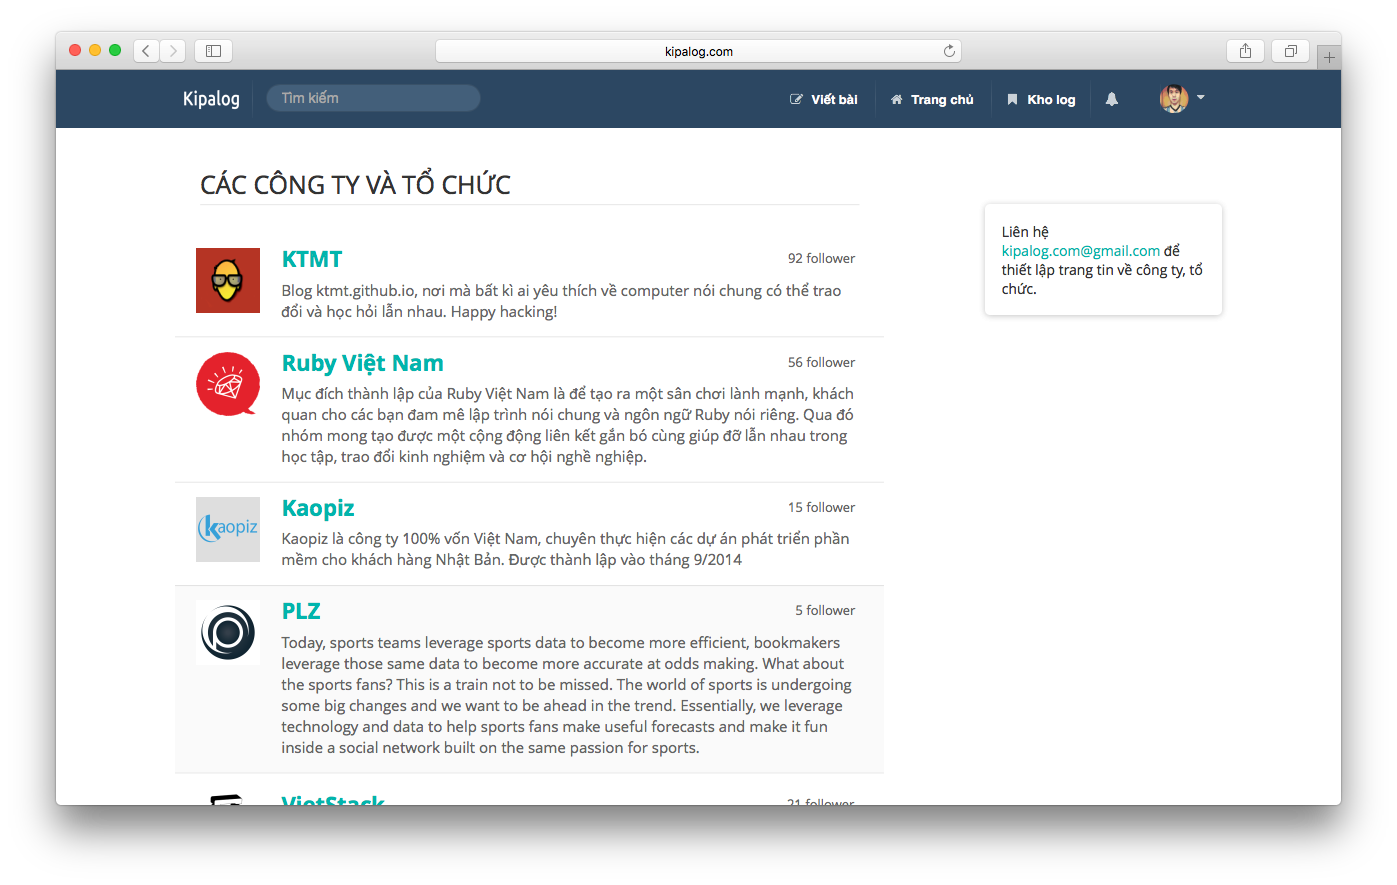 kipalog.com
Kipalog
Tìm kiếm
Viết bài
Trang chủ
Kho log
CÁC CÔNG TY VÀ TỔ CHỨC
KTMT
92 follower
Blog ktmt.github.io, nơi mà bất kì ai yêu thích về computer nói chung có thể trao
đổi và học hỏi lẫn nhau. Happy hacking!
Ruby Việt Nam
56 follower
Mục đích thành lập của Ruby Việt Nam là để tạo ra một sân chơi lành mạnh, khách
quan cho các bạn đam mê lập trình nói chung và ngôn ngữ Ruby nói riêng. Qua đó
nhóm mong tạo được một cộng động liên kết gắn bó cùng giúp đỡ lẫn nhau trong
học tập, trao đổi kinh nghiệm và cơ hội nghề nghiệp.
kaopiz
Kaopiz
15 follower
Kaopiz là công ty 100% vốn Việt Nam, chuyên thực hiện các dự án phát triển phần
mềm cho khách hàng Nhật Bản. Được thành lập vào tháng 9/2014
PLZ
5 follower
Today, sports teams leverage sports data to become more efficient, bookmakers
leverage those same data to become more accurate at odds making. What about
the sports fans? This is a train not to be missed. The world of sports is undergoing
some big changes and we want to be ahead in the trend. Essentially, we leverage
technology and data to help sports fans make useful forecasts and make it fun
inside a social network built on the same passion for sports.
VietStack
21 follower
Liên hệ
kipalog.com@gmail.com để
thiết lập trang tin về công ty, tổ
chức.